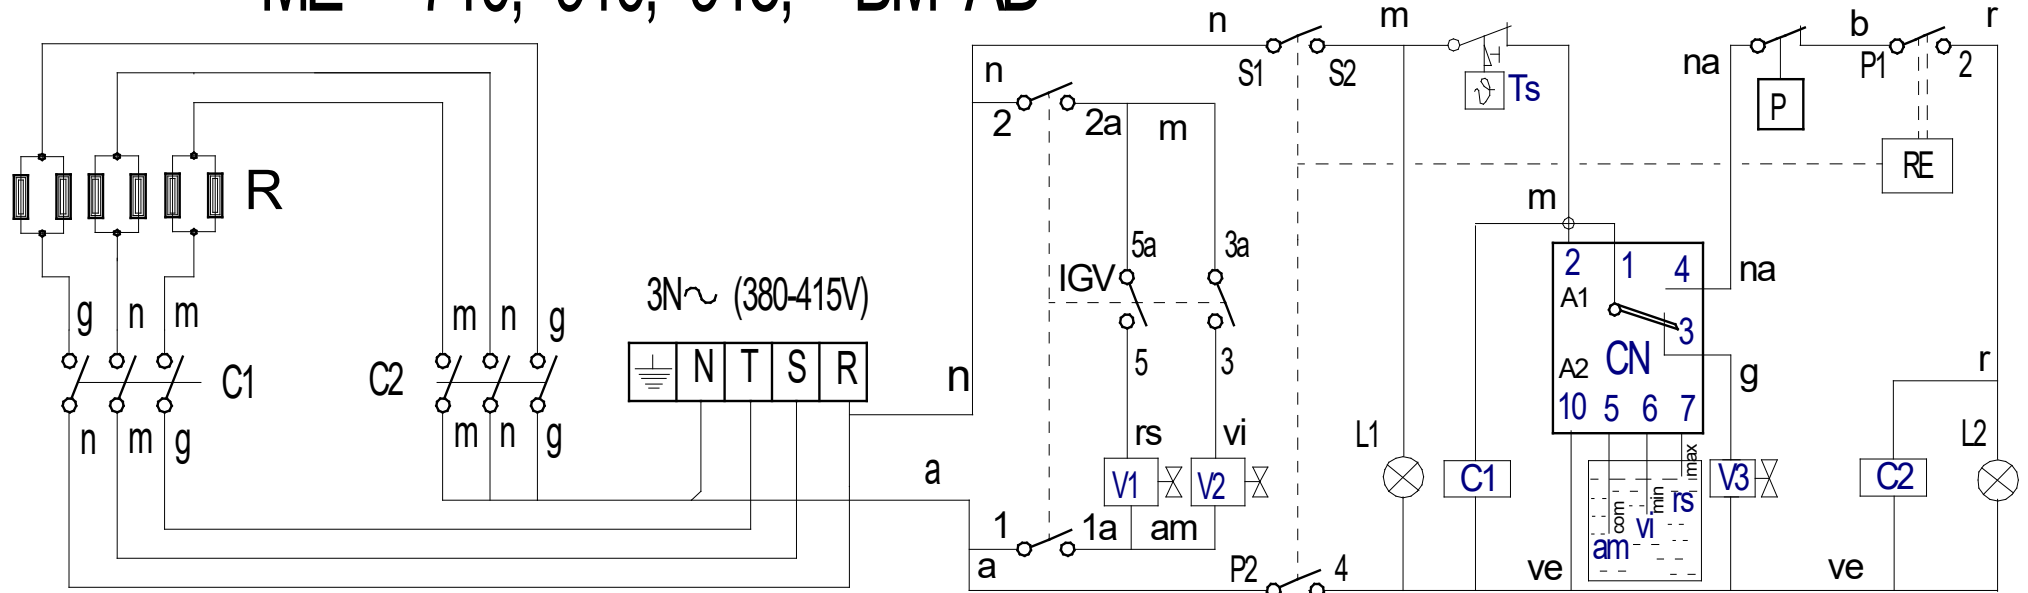 n m b r
S1 S2 na P1 2
n Ts
2 2a m P
RE
R
m
5a 3a
IGV 2 1 4 na
3N (380-415V) A1
g n m m n g 3
5 3 CN
C1 C2 N T S R n A2 g r
10 5 6 7
n m g m n g rs vi L1 L2
a V1 V2 C1 max V3 C2
com min rs
vi
1 1a am am
a P2 4 ve ve